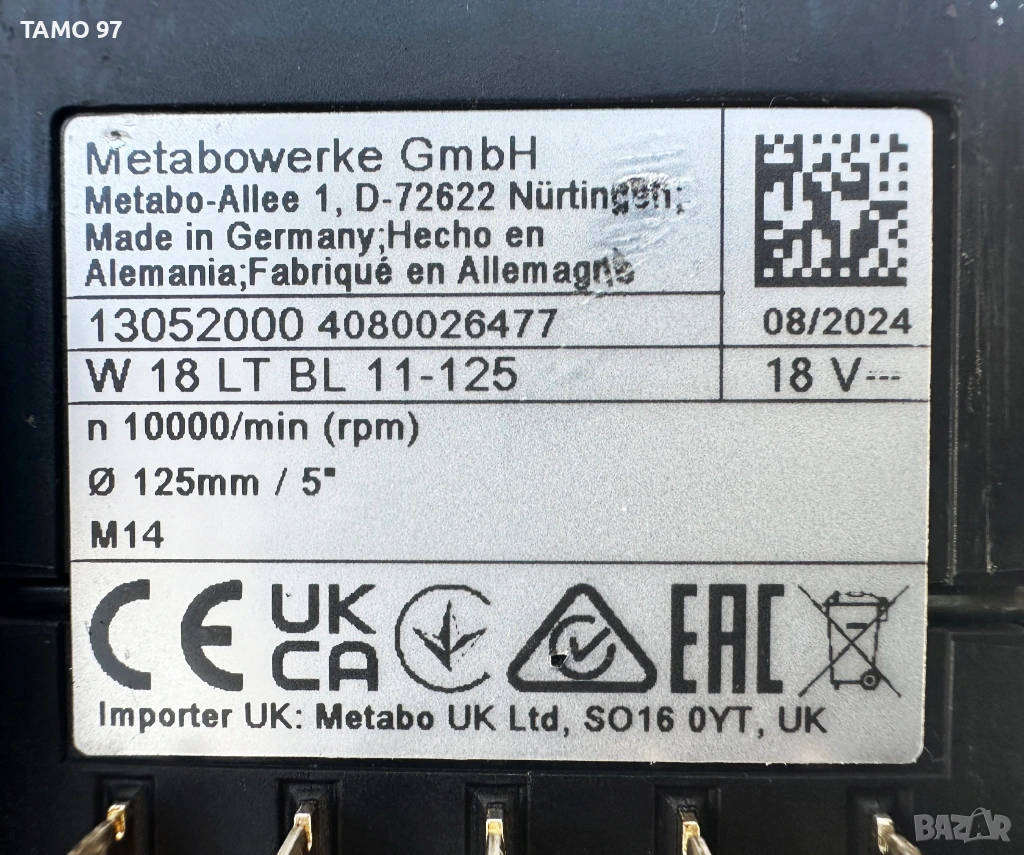 TAMO 97
Metabowerke GmbH
Metabo-Allee 1, D-72622 Nürtingen;
Made in Germany;Hecho en
Alemania;Fabriqué en Allemagne
13052000 4080026477
08/2024
W 18 LT BL 11-125
18 V
n 10000/min (rpm)
Ø 125mm / 5"
M14
CE
UK
CA
EAC
Importer UK: Metabo UK Ltd, SO16 0YT, UK
BAZAR